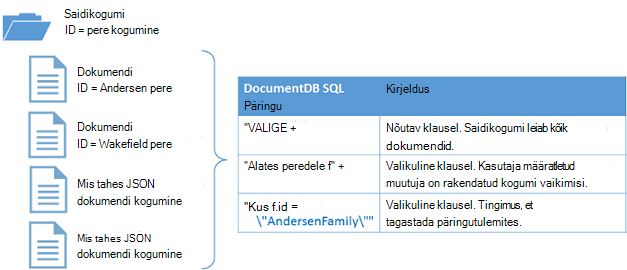 Saidikogumi
ID = pere kogumine
Dokumendi
ID = Andersen pere
Dokumendi
ID = Wakefield pere
Mis tahes JSON
dokumendi kogumine
Mis tahes JSON
dokumendi kogumine
DocumentDB SQL
Päringu
Kirjeldus
"VALIGE +
Nõutav klausel. Saidikogumi leiab kõik
dokumendid.
"Alates peredele f" +
Valikuline klausel. Kasutaja määratletud
muutuja on rakendatud kogumi vaikimisi.
"Kus f.id =
\"AndersenFamily\""
Valikuline klausel. Tingimus, et
tagastada päringutulemites.